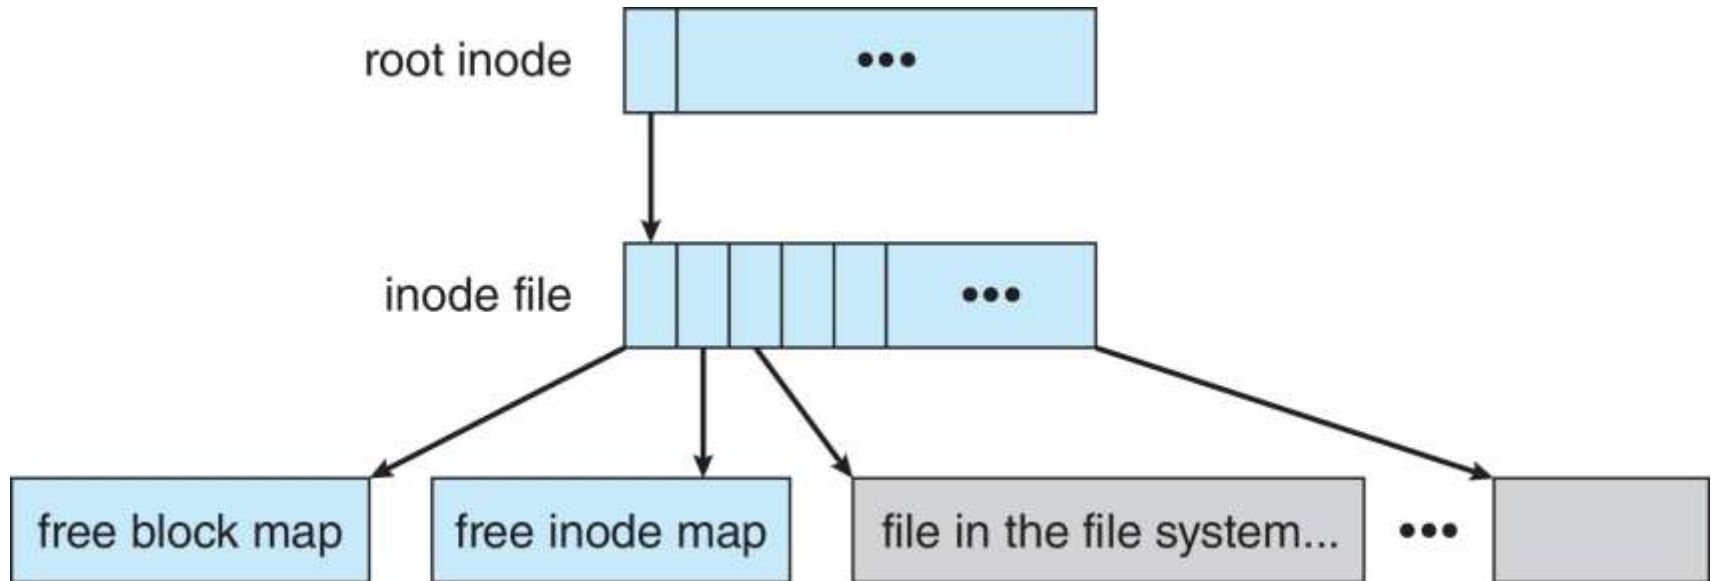 root inode
•••
inode file
•••
free block map
free inode map
file in the file system...
•••